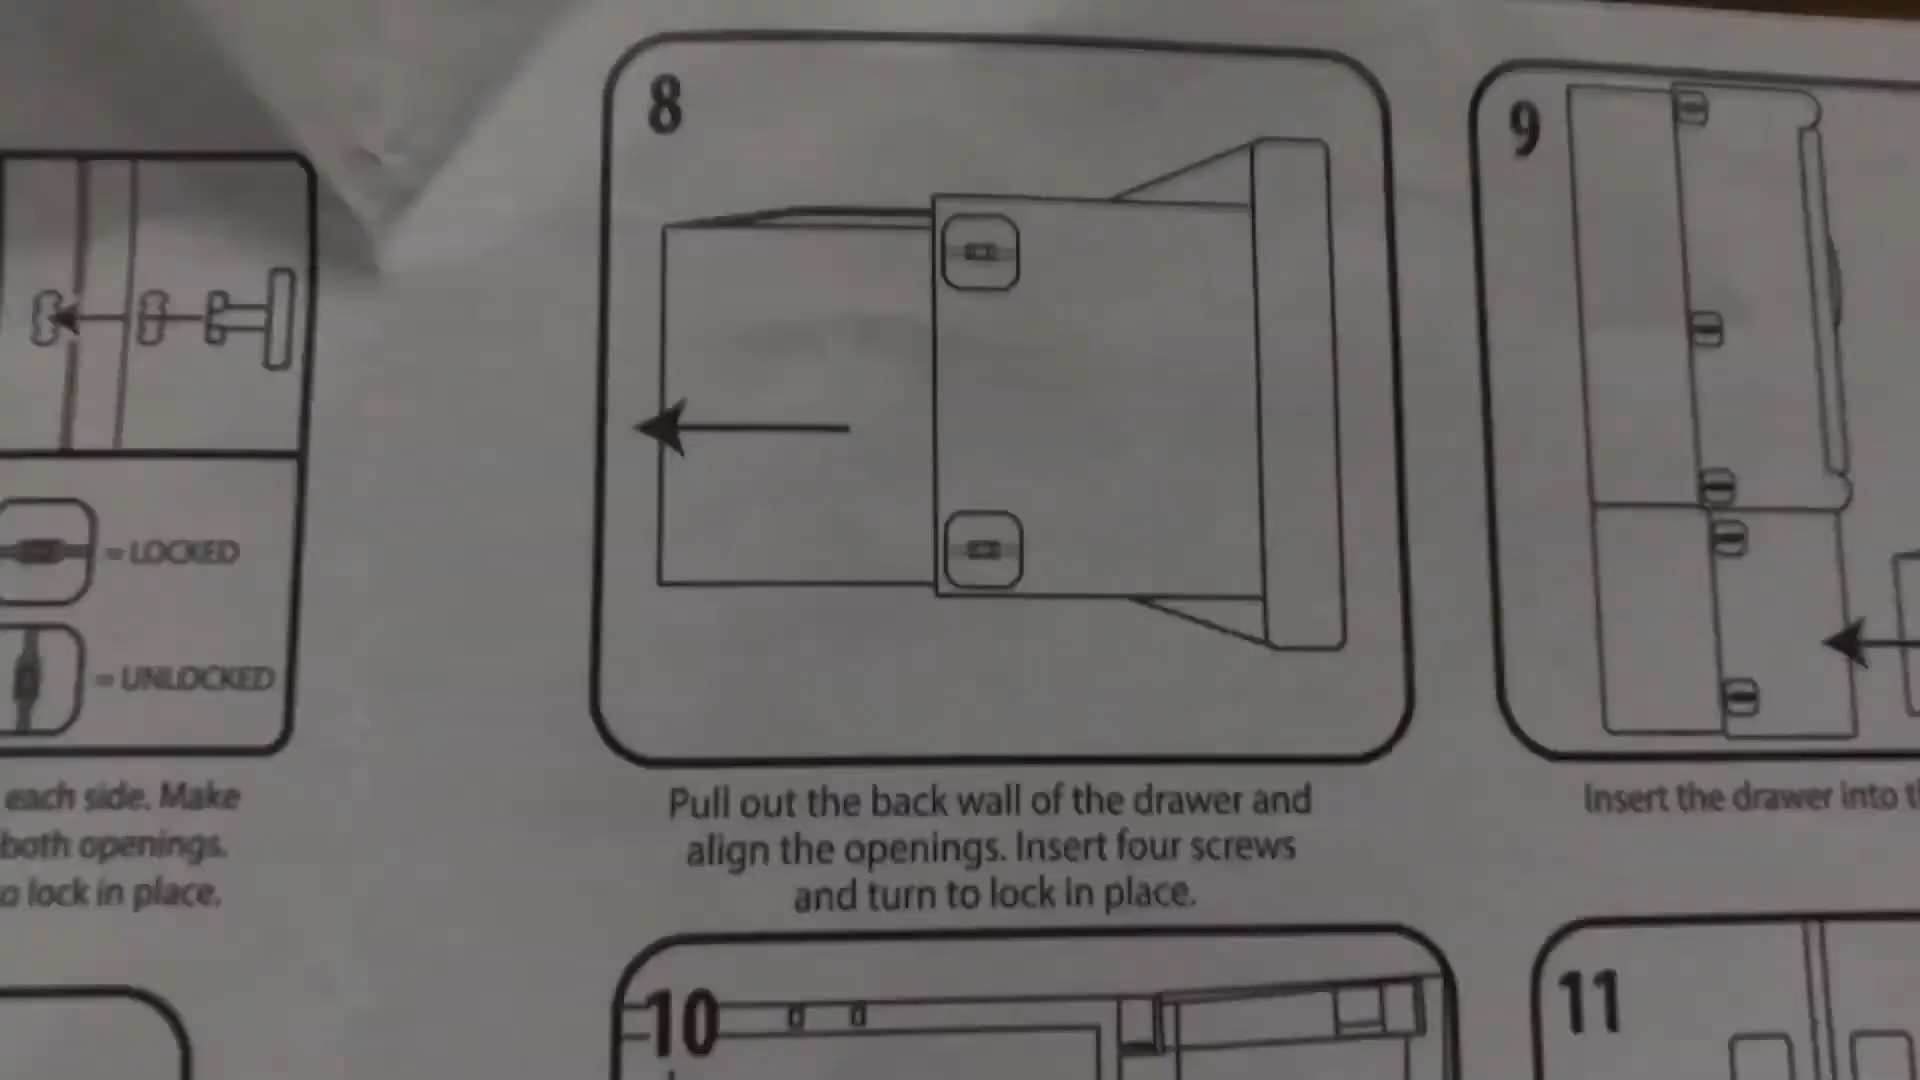 = LOCKED
= UNLOCKED
each side. Make
both openings.
o lock in place.
8
Pull out the back wall of the drawer and
align the openings. Insert four screws
and turn to lock in place.
9
Insert the drawer into
10
11